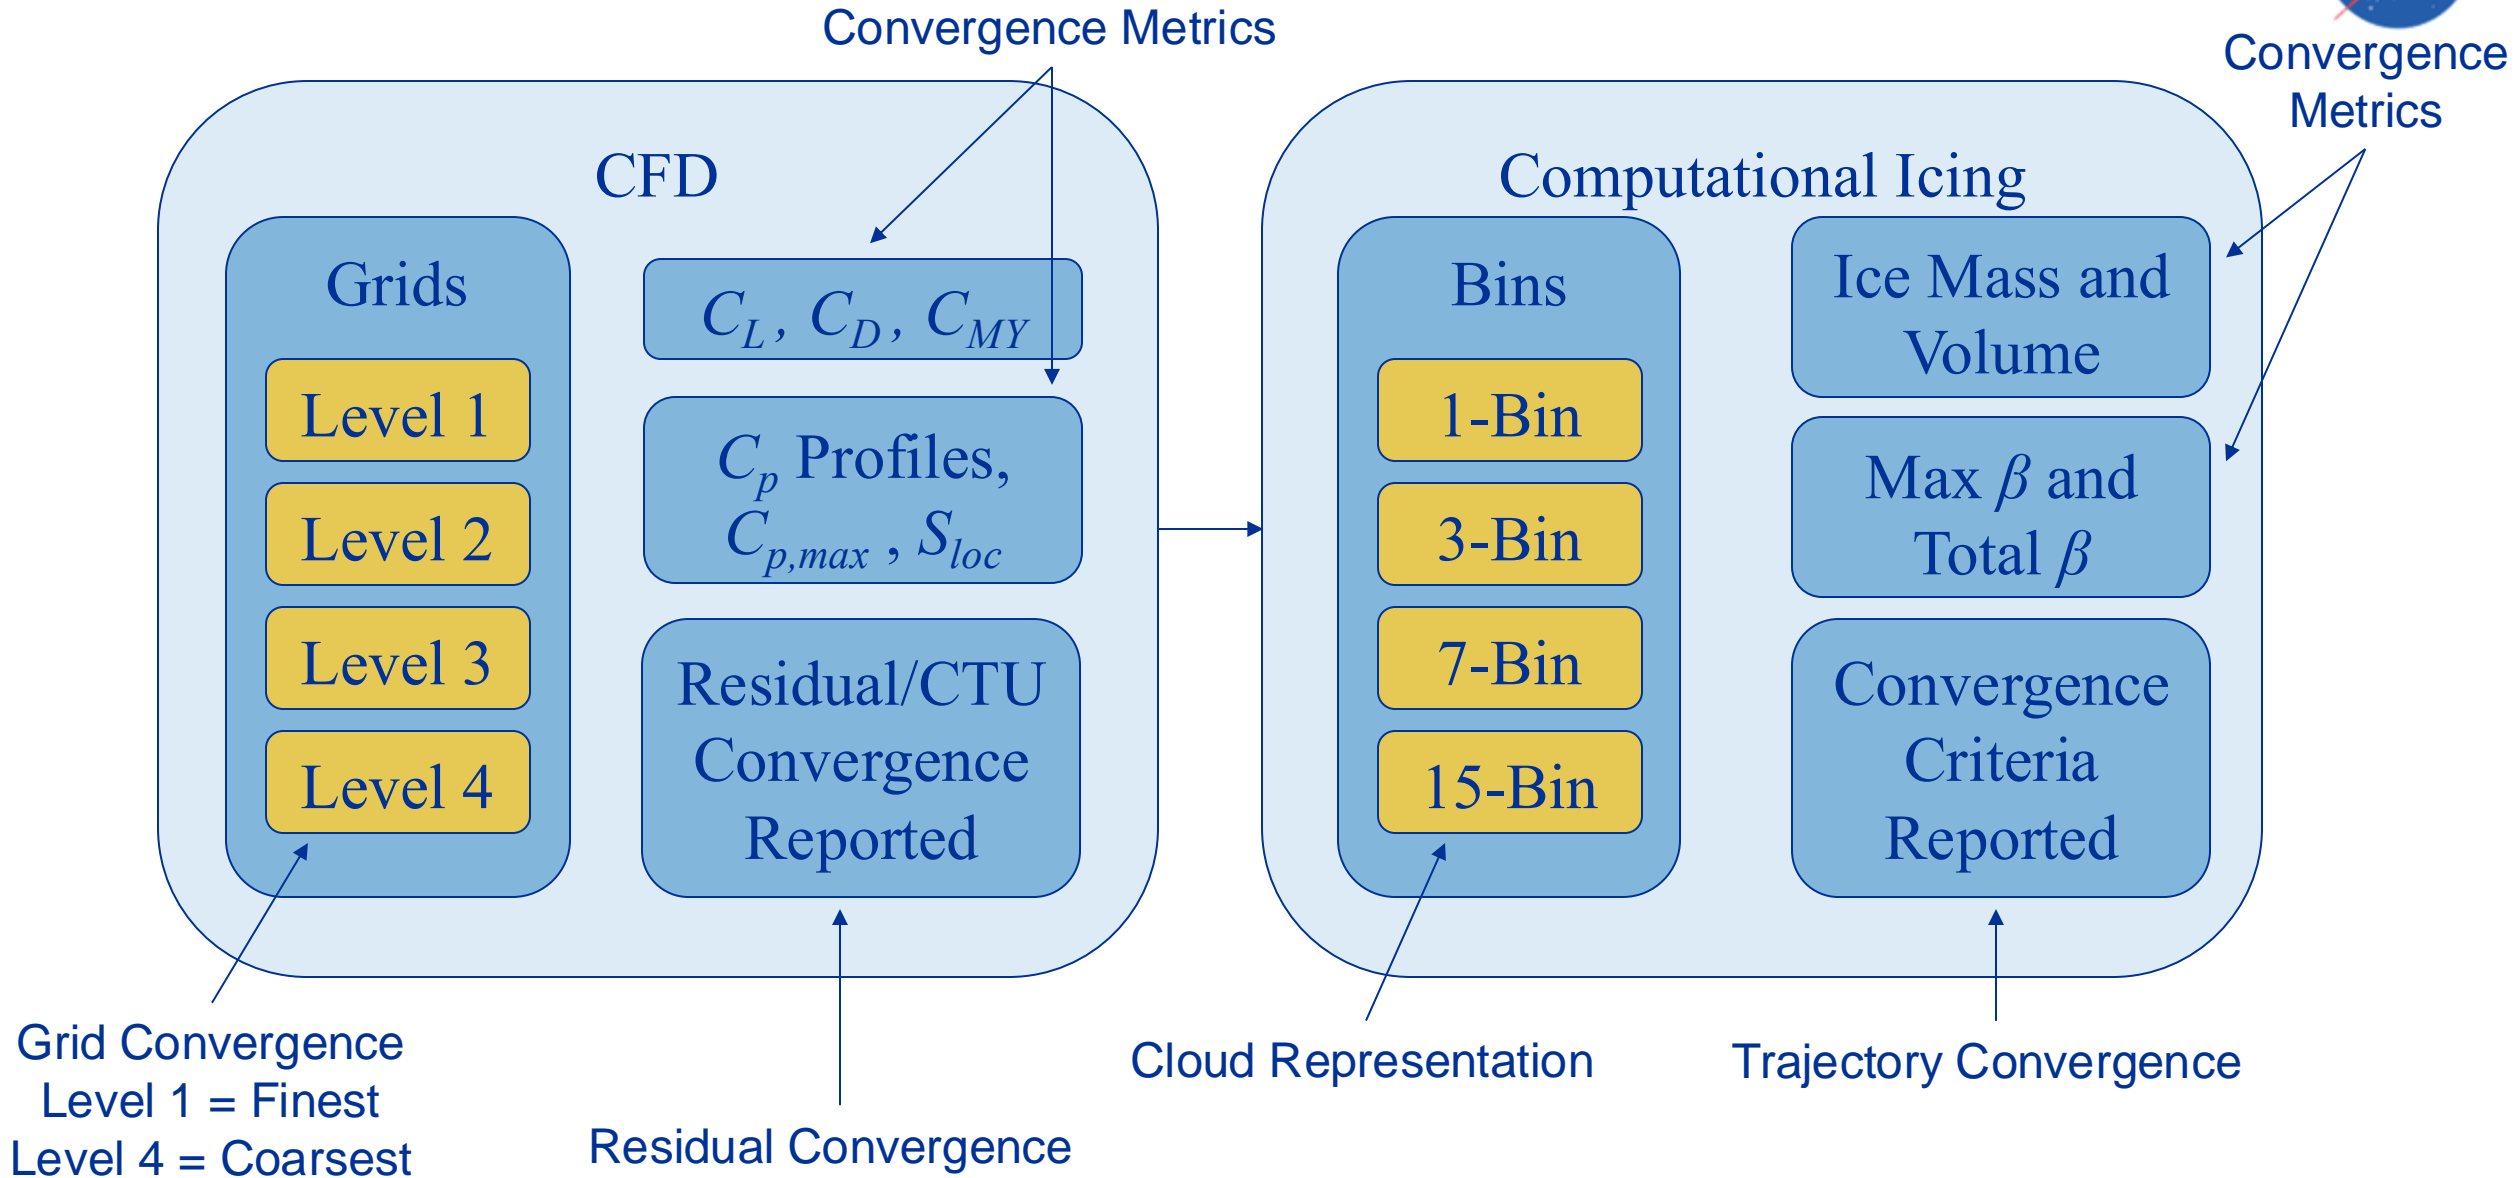 Convergence Metrics
Convergence
Metrics
CFD
Grids
Level 1
Level 2
Level 3
Level 4
C_L, C_D, C_MY
C_p Profiles,
C_p,max , S_loc
Residual/CTU
Convergence
Reported
Computational Icing
Bins
1-Bin
3-Bin
7-Bin
15-Bin
Ice Mass and
Volume
Max β and
Total β
Convergence
Criteria
Reported
Grid Convergence
Level 1 = Finest
Level 4 = Coarsest
Residual Convergence
Cloud Representation
Trajectory Convergence